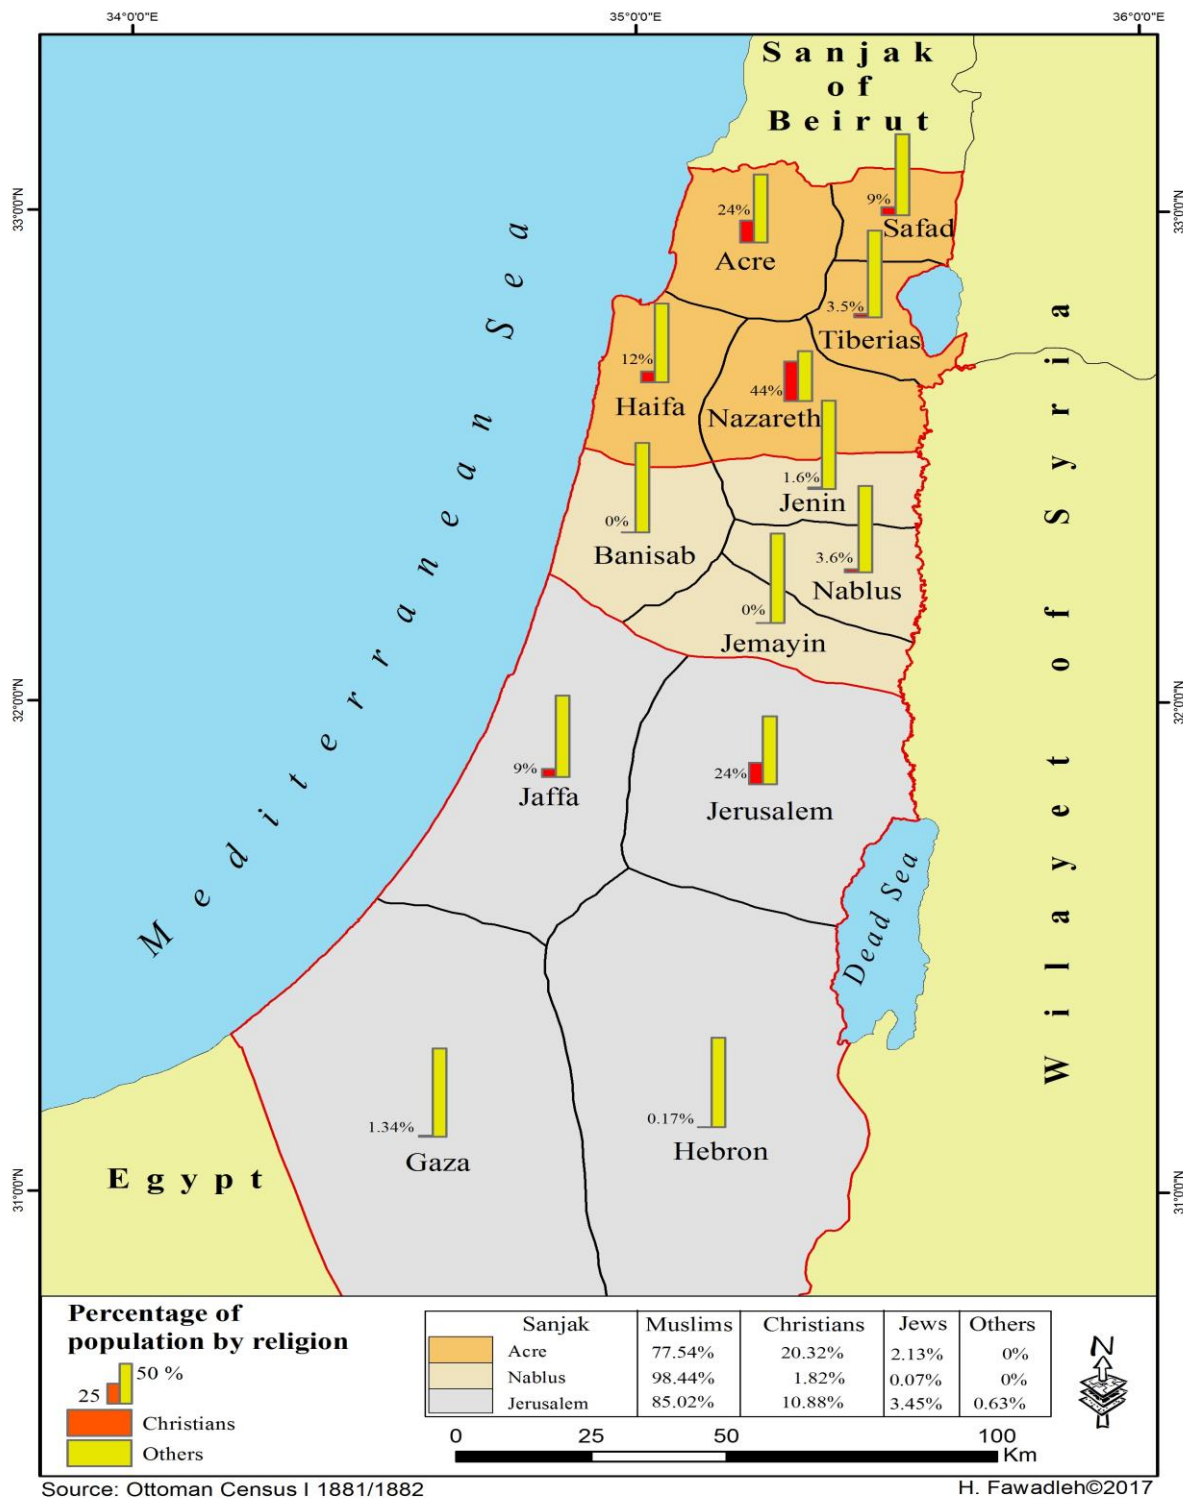 34°0'0"E
35°0'0"E
36°0'0"E
Sanjak
of
Beirut
33°0'0"N
33°0'0"N
24%
Acre
9%
Safad
3.5%
Tiberias
12%
Haifa
44%
Nazareth
1.6%
Jenin
0%
Banisab
3.6%
Nablus
0%
Jemayin
Mediterranean Sea
Wilayet of Syria
32°0'0"N
32°0'0"N
9%
Jaffa
24%
Jerusalem
Dead Sea
1.34%
Gaza
0.17%
Hebron
Egypt
31°0'0"N
31°0'0"N
Percentage of
population by religion
25
50 %
Christians
Others
Sanjak Muslims Christians Jews Others
Acre 77.54% 20.32% 2.13% 0%
Nablus 98.44% 1.82% 0.07% 0%
Jerusalem 85.02% 10.88% 3.45% 0.63%
N
0 25 50 100
Km
Source: Ottoman Census I 1881/1882
H. Fawadleh©2017